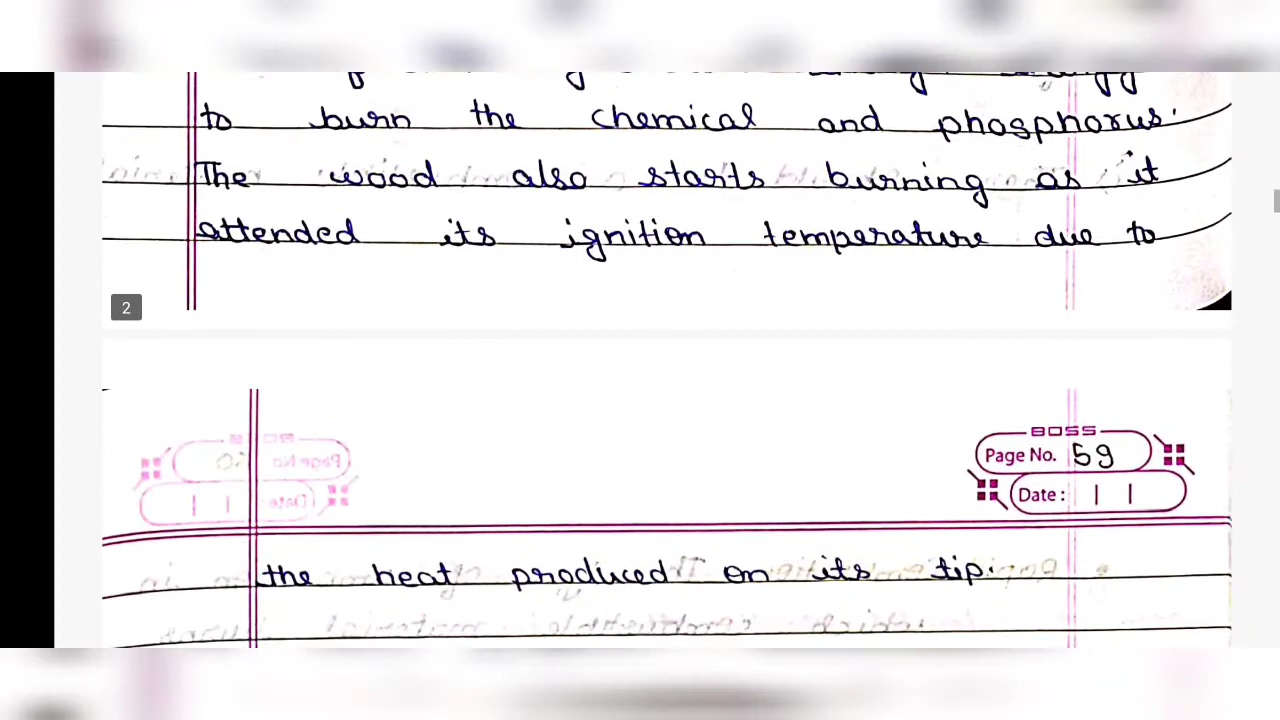 to burn the chemical and phosphorus.
The wood also starts burning as it
attended its ignition temperature due to
2
BOSS
Page No. 59
Date :
the heat produced on its tip.